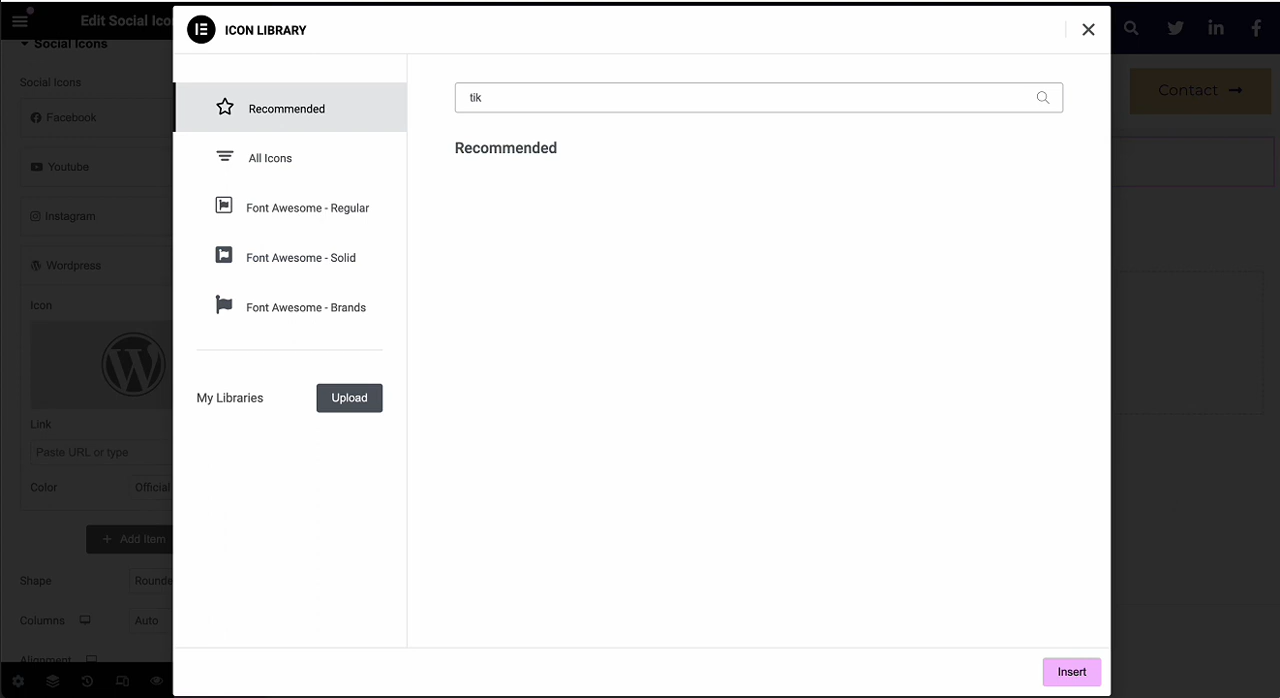 Edit Social Ico
ICON LIBRARY
Social Icons
Social Icons
Facebook
Youtube
Instagram
Wordpress
Icon
Link
Paste URL or type
Color
Official
Add Item
Shape
Rounde
Columns
Auto
Alignment
Recommended
All Icons
Font Awesome - Regular
Font Awesome - Solid
Font Awesome - Brands
My Libraries
Upload
tik
Recommended
Insert
Contact